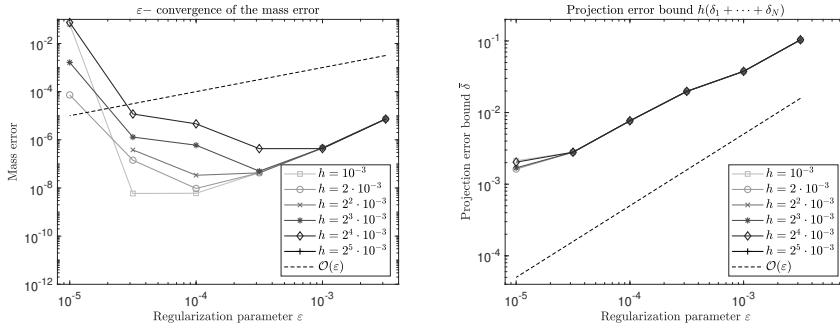 ε− convergence of the mass error
10^-2
10^-4
10^-6
10^-8
10^-10
10^-12
Mass error
h = 10^−3
h = 2 · 10^−3
h = 2^2 · 10^−3
h = 2^3 · 10^−3
h = 2^4 · 10^−3
h = 2^5 · 10^−3
𝒪(ε)
10^-5
10^-4
10^-3
Regularization parameter ε
Projection error bound h(δ_1 + ⋯ + δ_N)
10^-1
10^-2
10^-3
10^-4
Projection error bound δ̄
h = 10^−3
h = 2 · 10^−3
h = 2^2 · 10^−3
h = 2^3 · 10^−3
h = 2^4 · 10^−3
h = 2^5 · 10^−3
𝒪(ε)
10^-5
10^-4
10^-3
Regularization parameter ε